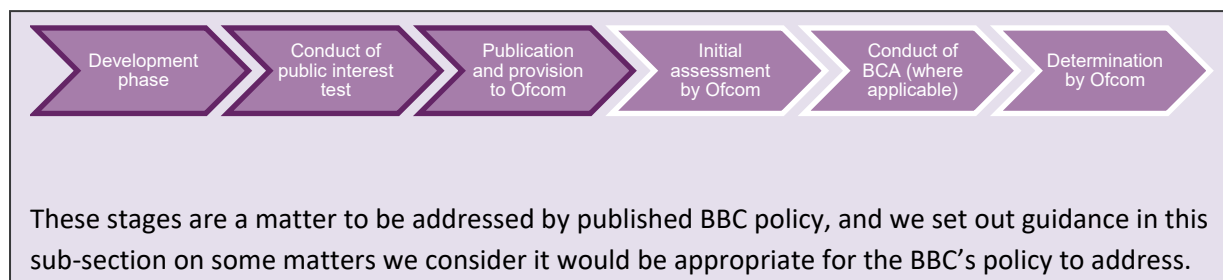 Development
phase
Conduct of
public interest
test
Publication
and provision
to Ofcom
Initial
assessment
by Ofcom
Conduct of
BCA (where
applicable)
Determination
by Ofcom
These stages are a matter to be addressed by published BBC policy, and we set out guidance in this
sub-section on some matters we consider it would be appropriate for the BBC’s policy to address.